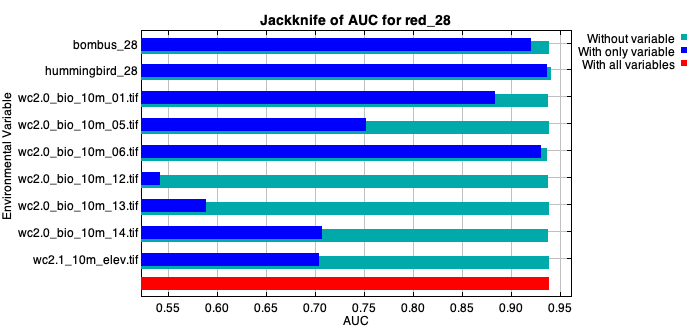 Jackknife of AUC for red_28
Without variable
With only variable
With all variables
Environmental Variable
bombus_28
hummingbird_28
wc2.0_bio_10m_01.tif
wc2.0_bio_10m_05.tif
wc2.0_bio_10m_06.tif
wc2.0_bio_10m_12.tif
wc2.0_bio_10m_13.tif
wc2.0_bio_10m_14.tif
wc2.1_10m_elev.tif
0.55 0.60 0.65 0.70 0.75 0.80 0.85 0.90 0.95
AUC